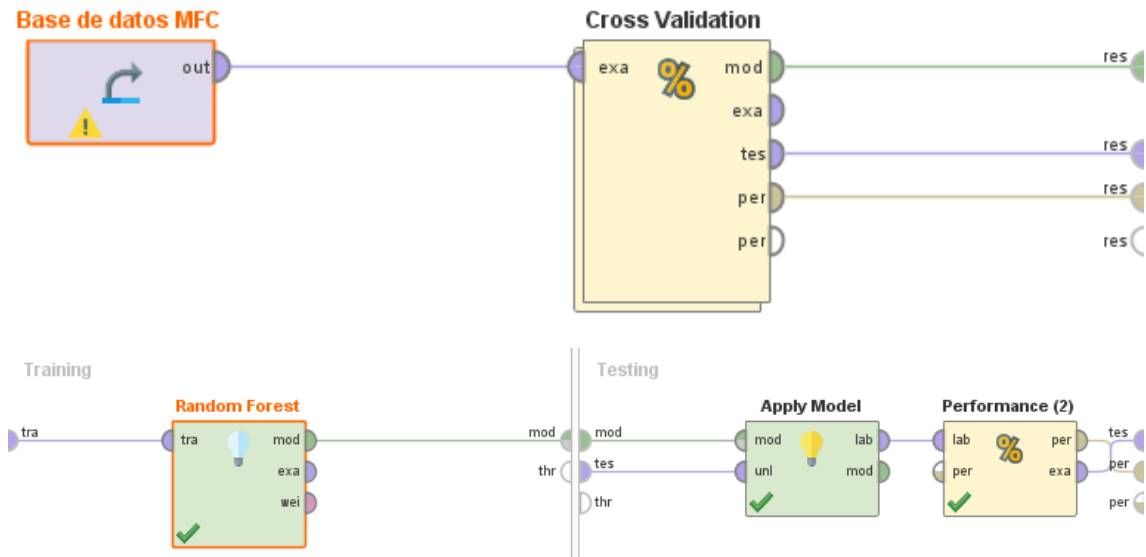 Base de datos MFC
Cross Validation
out
exa
mod
res
exa
tes
res
per
res
per
res
Training
Testing
Random Forest
Apply Model
Performance (2)
tra
tra
mod
mod
mod
mod
lab
lab
per
tes
exa
thr
tes
unl
mod
per
exa
per
wei
thr
per